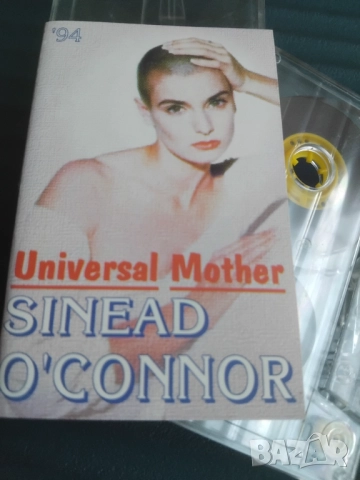 '94
Universal Mother
SINEAD
O'CONNOR
BAZAR